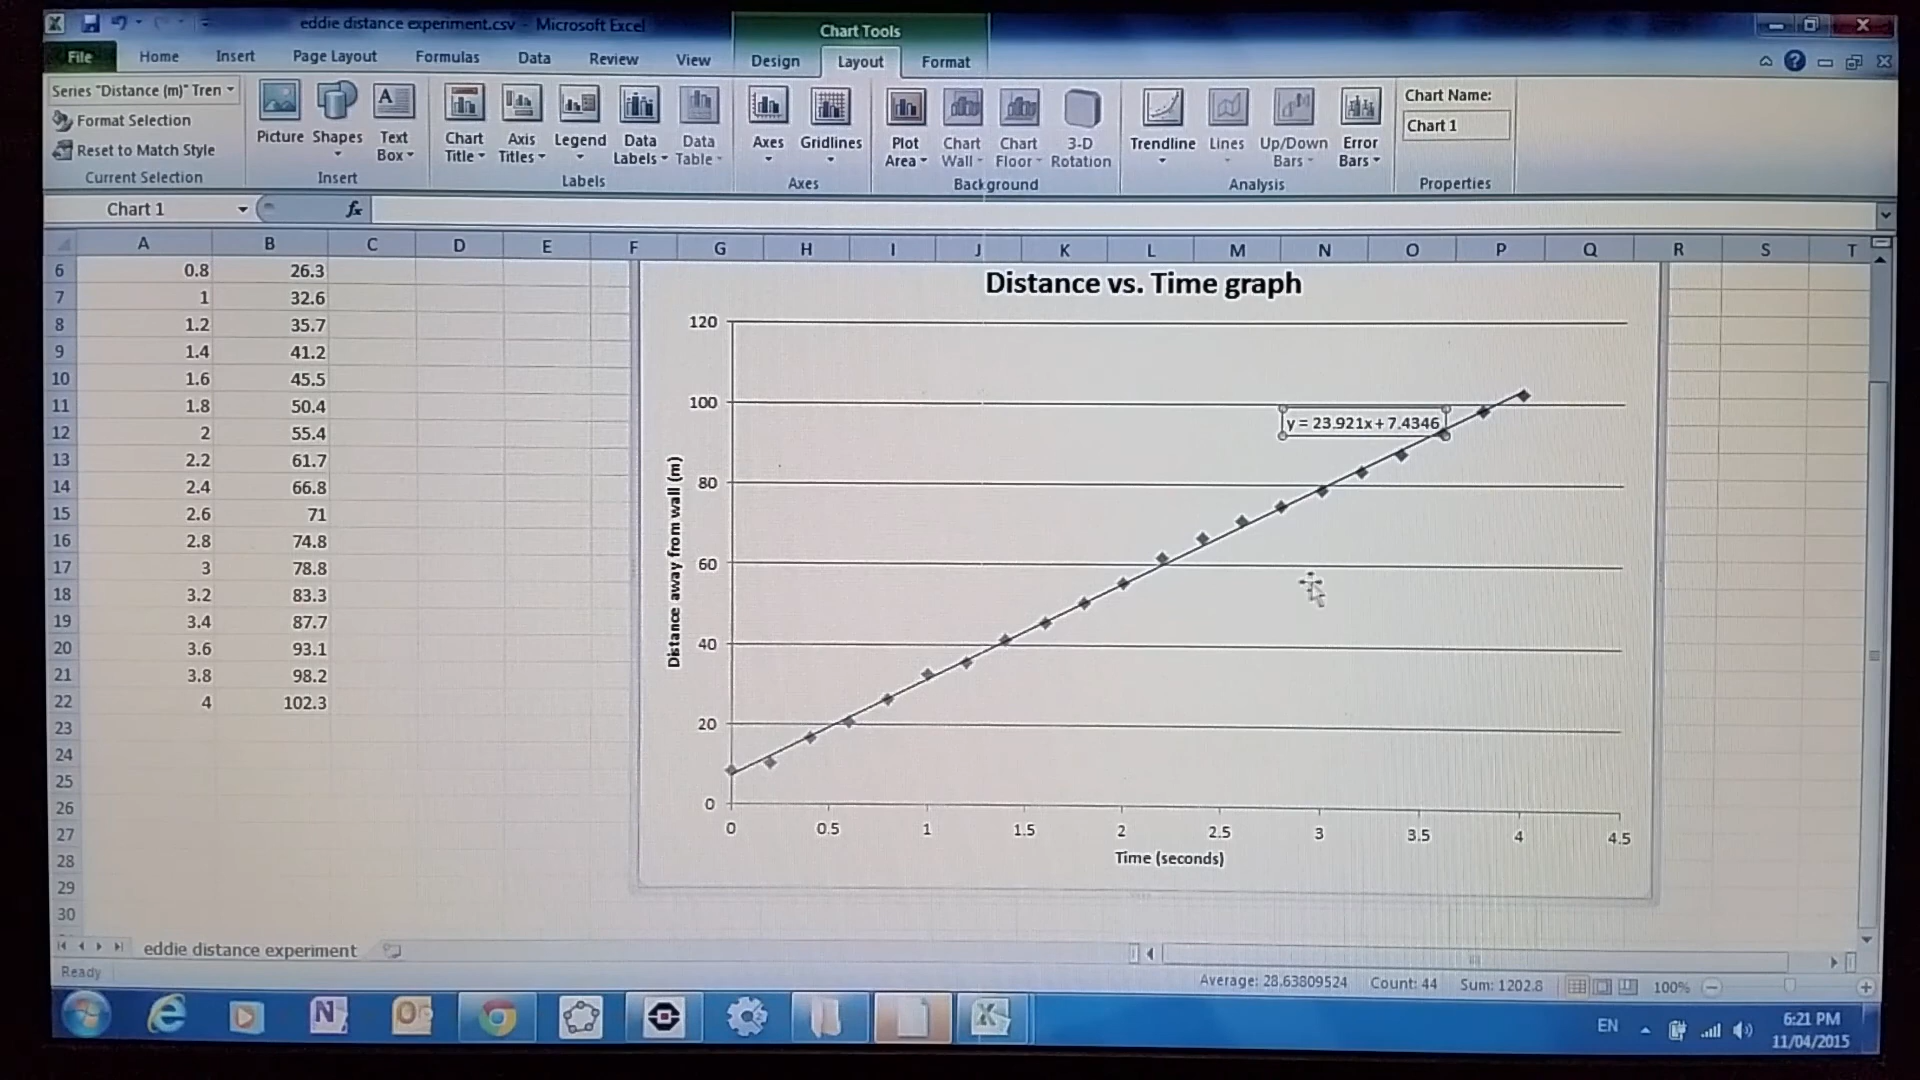 eddie distance experiment.csv - Microsoft Excel
Chart Tools
File Home Insert Page Layout Formulas Data Review View Design Layout Format
Series "Distance (m)" Tren
Format Selection
Reset to Match Style
Current Selection
Picture Shapes Text Box
Insert
Chart Title Axis Titles Legend Data Labels Data Table
Labels
Axes Gridlines
Axes
Plot Area Chart Wall Chart Floor 3-D Rotation
Background
Trendline Lines Up/Down Bars Error Bars
Analysis
Chart Name:
Chart 1
Properties
Chart 1 fx
A B C D E F G H I J K L M N O P Q R S T
6 0.8 26.3
7 1 32.6
8 1.2 35.7
9 1.4 41.2
10 1.6 45.5
11 1.8 50.4
12 2 55.4
13 2.2 61.7
14 2.4 66.8
15 2.6 71
16 2.8 74.8
17 3 78.8
18 3.2 83.3
19 3.4 87.7
20 3.6 93.1
21 3.8 98.2
22 4 102.3
23
24
25
26
27
28
29
30
Distance vs. Time graph
120
100
80
60
40
20
0
Distance away from wall (m)
y = 23.921x + 7.4346
0 0.5 1 1.5 2 2.5 3 3.5 4 4.5
Time (seconds)
eddie distance experiment
Ready
Average: 28.63809524 Count: 44 Sum: 1202.8 100%
EN
6:21 PM
11/04/2015